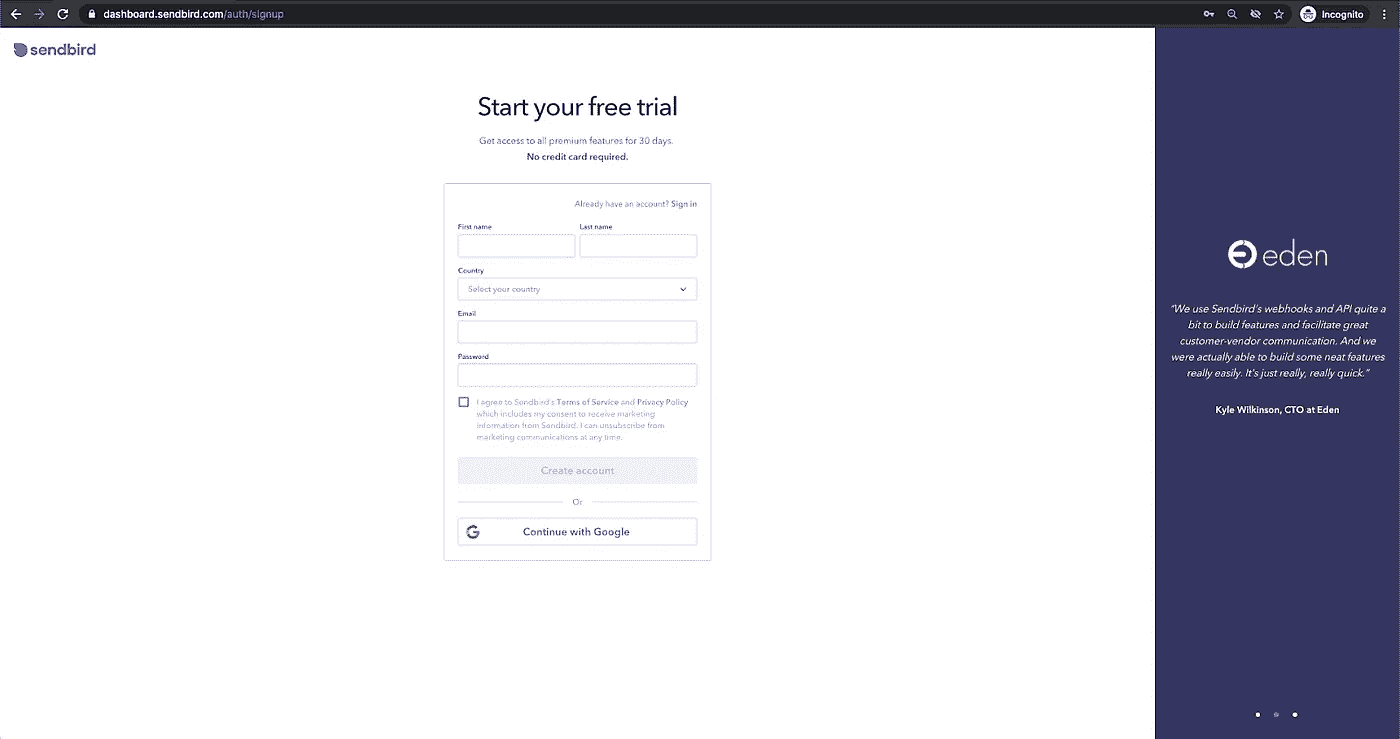 dashboard.sendbird.com/auth/signup
Incognito
sendbird
Start your free trial
Get access to all premium features for 30 days.
No credit card required.
Already have an account? Sign in
First name
Last name
Country
Select your country
Email
Password
I agree to Sendbird's Terms of Service and Privacy Policy
which includes my consent to receive marketing
information from Sendbird. I can unsubscribe from
marketing communications at any time.
Create account
Or
Continue with Google
eden
"We use Sendbird's webhooks and API quite a
bit to build features and facilitate great
customer-vendor communication. And we
were actually able to build some neat features
really easily. It's just really, really quick."
Kyle Wilkinson, CTO at Eden